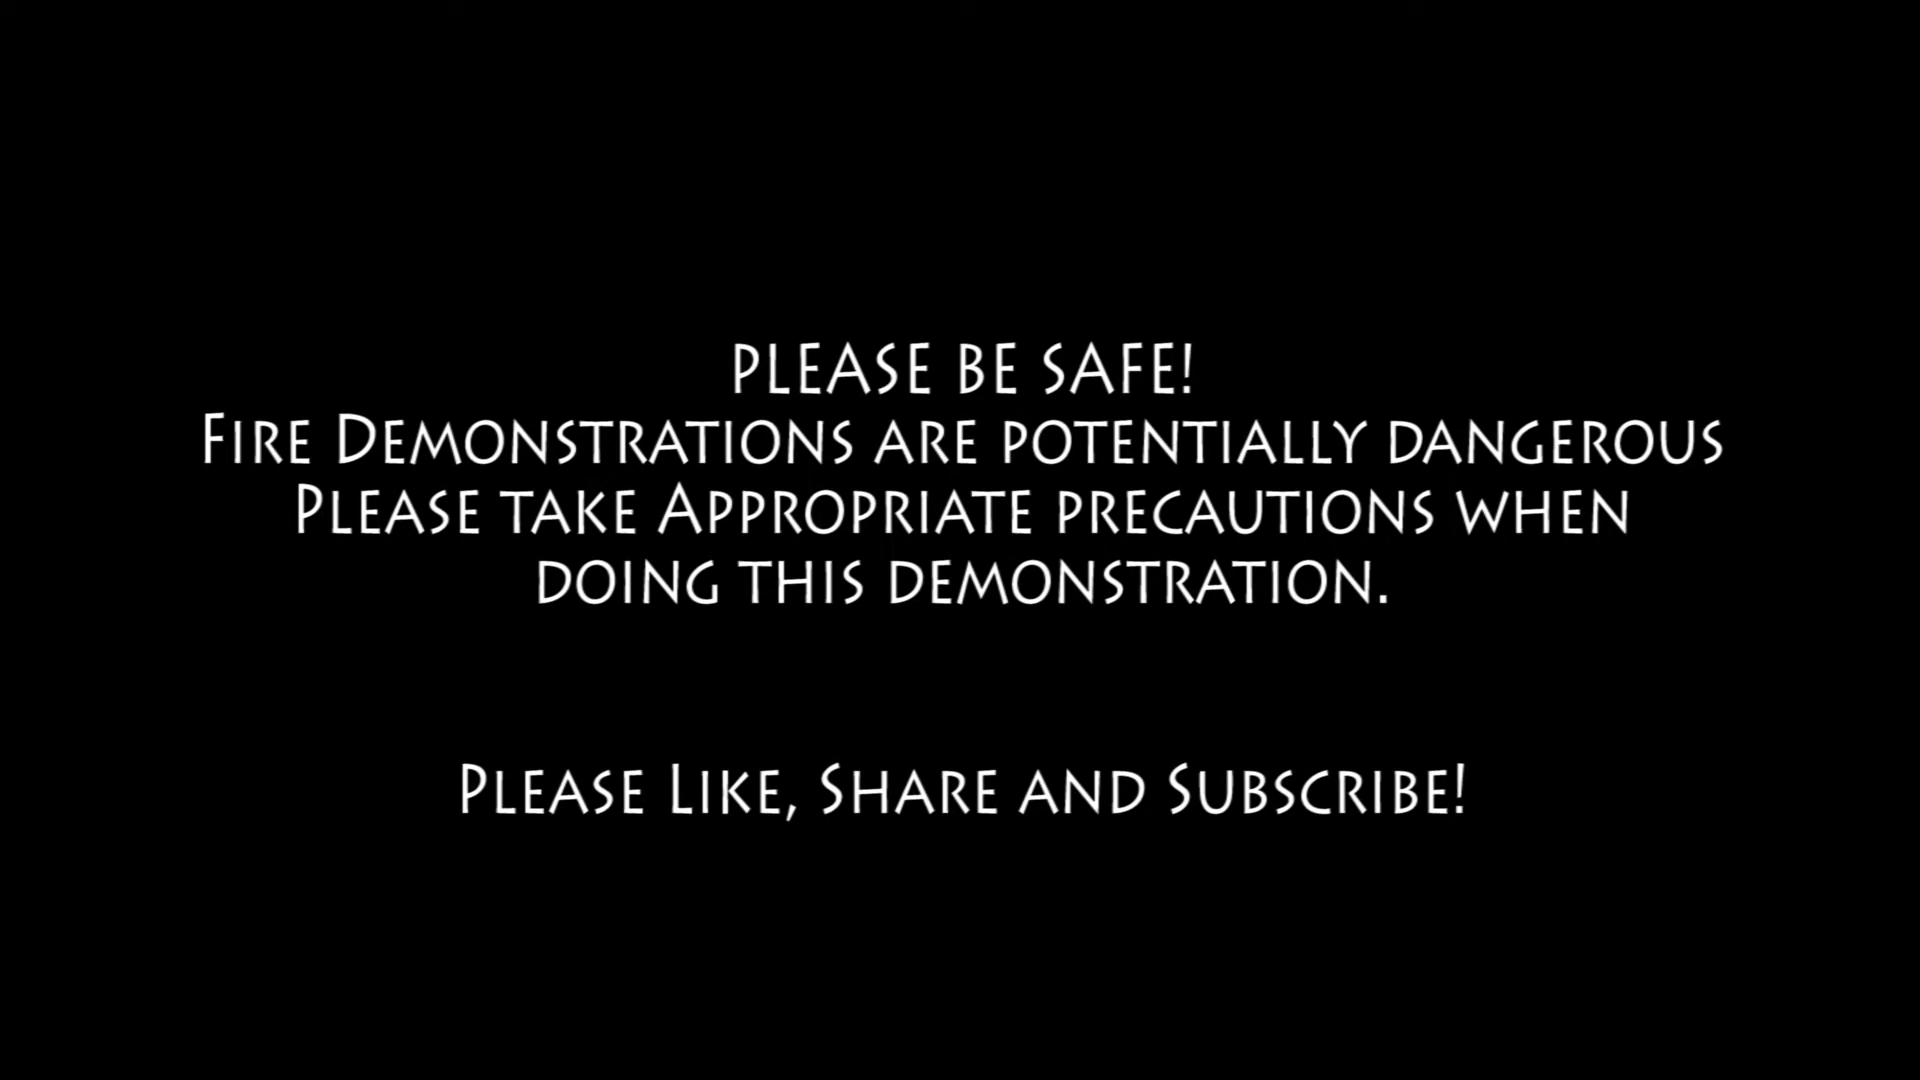 PLEASE BE SAFE!
Fire Demonstrations are potentially dangerous
Please take Appropriate precautions when
doing this demonstration.
Please Like, Share and Subscribe!